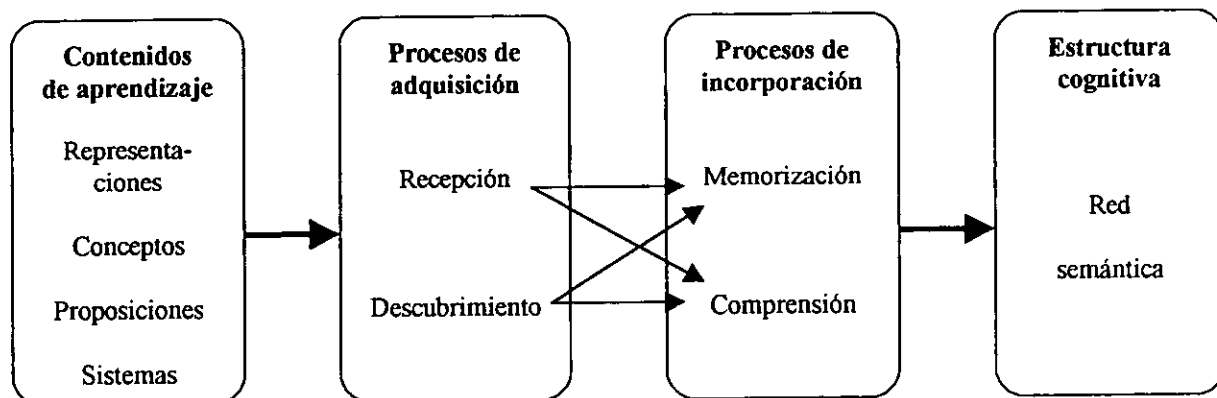 Contenidos
de aprendizaje
Representa-
ciones
Conceptos
Proposiciones
Sistemas
Procesos de
adquisición
Recepción
Descubrimiento
Procesos de
incorporación
Memorización
Comprensión
Estructura
cognitiva
Red
semántica